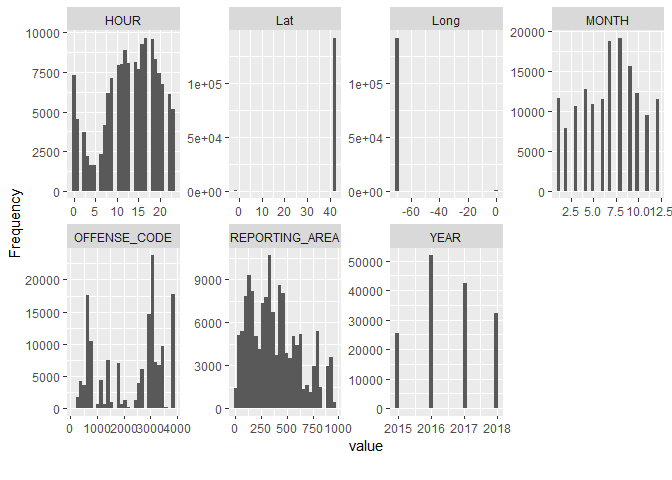 HOUR
Lat
Long
MONTH
10000
7500
5000
2500
0
1e+05
5e+04
0e+00
1e+05
5e+04
0e+00
20000
15000
10000
5000
0
0 5 10 15 20
0 10 20 30 40
-60 -40 -20 0
2.5 5.0 7.5 10.0 12.5
Frequency
OFFENSE_CODE
REPORTING_AREA
YEAR
20000
15000
10000
5000
0
9000
6000
3000
0
50000
40000
30000
20000
10000
0
0 1000 2000 3000 4000
0 250 500 750 1000
2015 2016 2017 2018
value